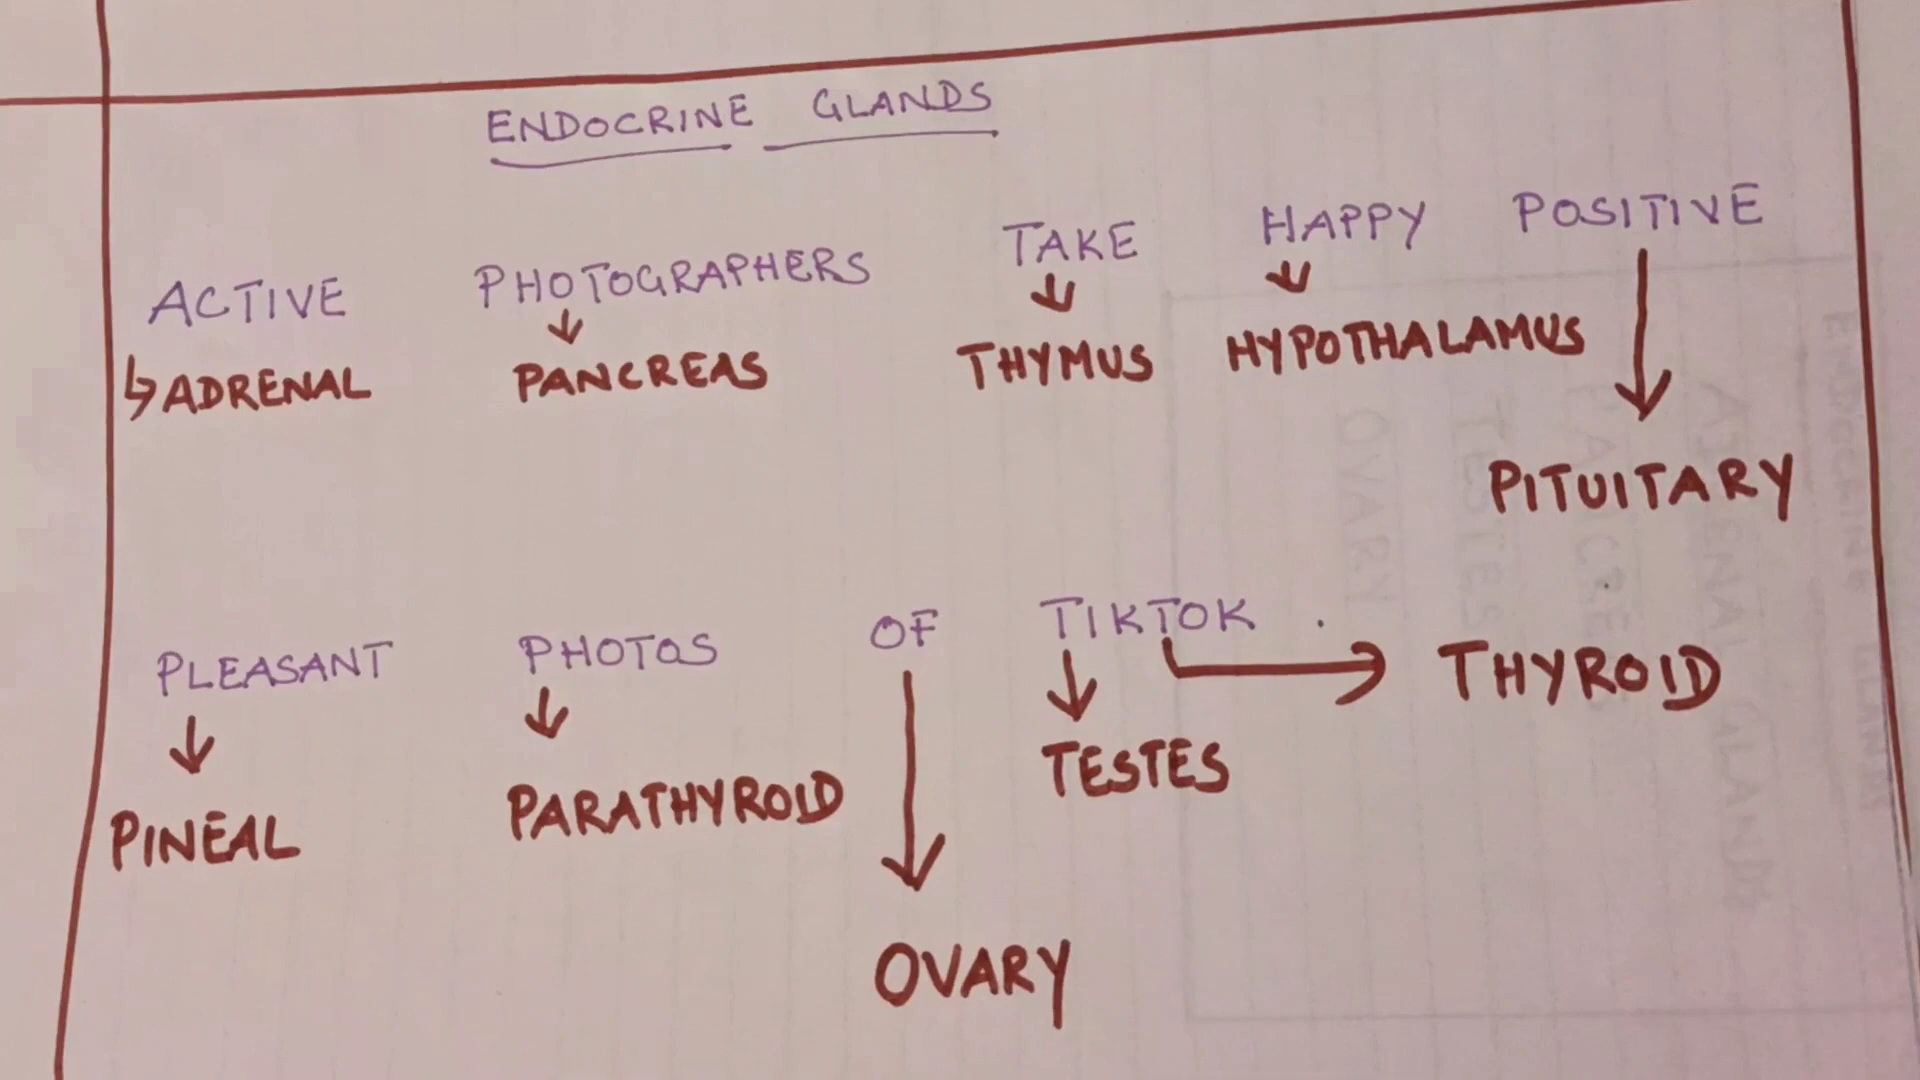 ENDOCRINE GLANDS
ACTIVE PHOTOGRAPHERS TAKE HAPPY POSITIVE
ADRENAL PANCREAS THYMUS HYPOTHALAMUS
PITUITARY
PLEASANT PHOTOS OF TIKTOK
THYROID
PINEAL PARATHYROID TESTES
OVARY